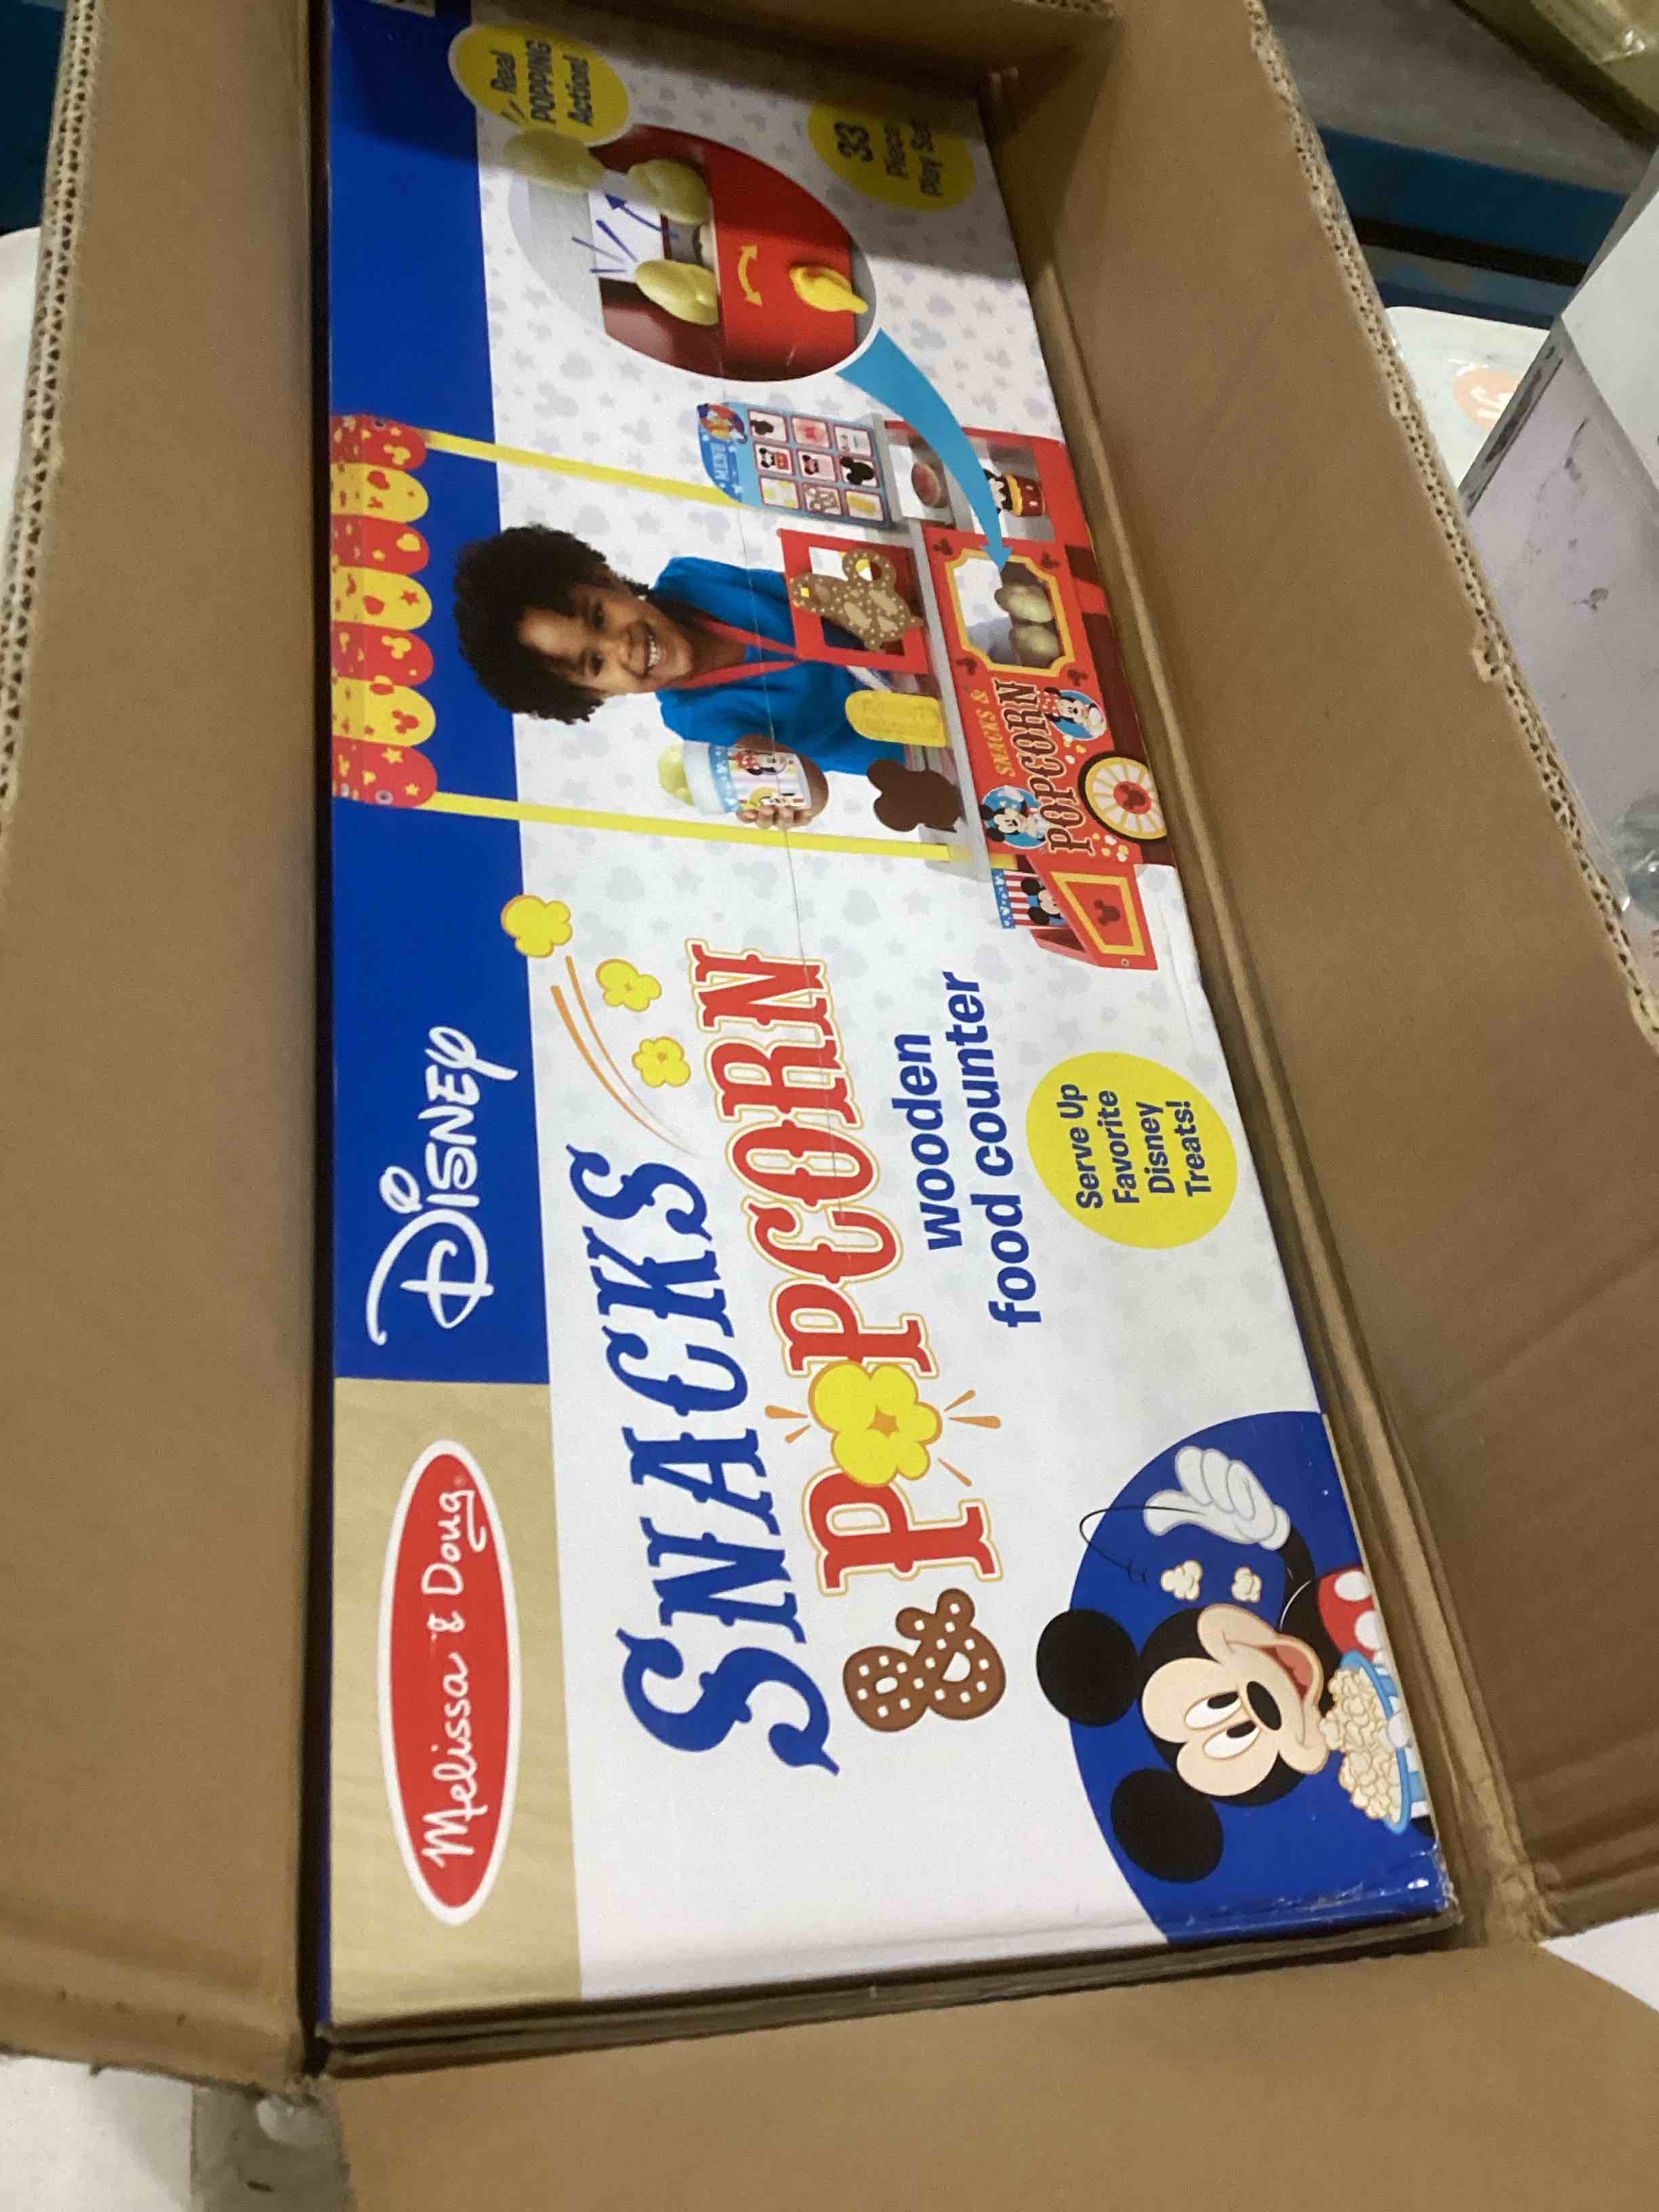 Melissa & Doug
DISNEY
SNACKS
& POPCORN
wooden
food counter
Serve Up
Favorite
Disney
Treats!
Real
POPPING
Action!
33
Piece
Play Set
MENU
SNACKS &
POPCORN